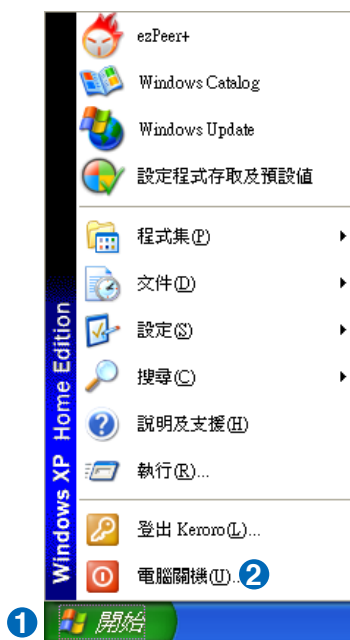 ezPeer+
Windows Catalog
Windows Update
設定程式存取及預設值
程式集(P)
文件(D)
設定(S)
搜尋(C)
說明及支援(H)
執行(R)...
登出 Keroro(L)...
電腦關機(U)... 2
Windows XP Home Edition
1 開始